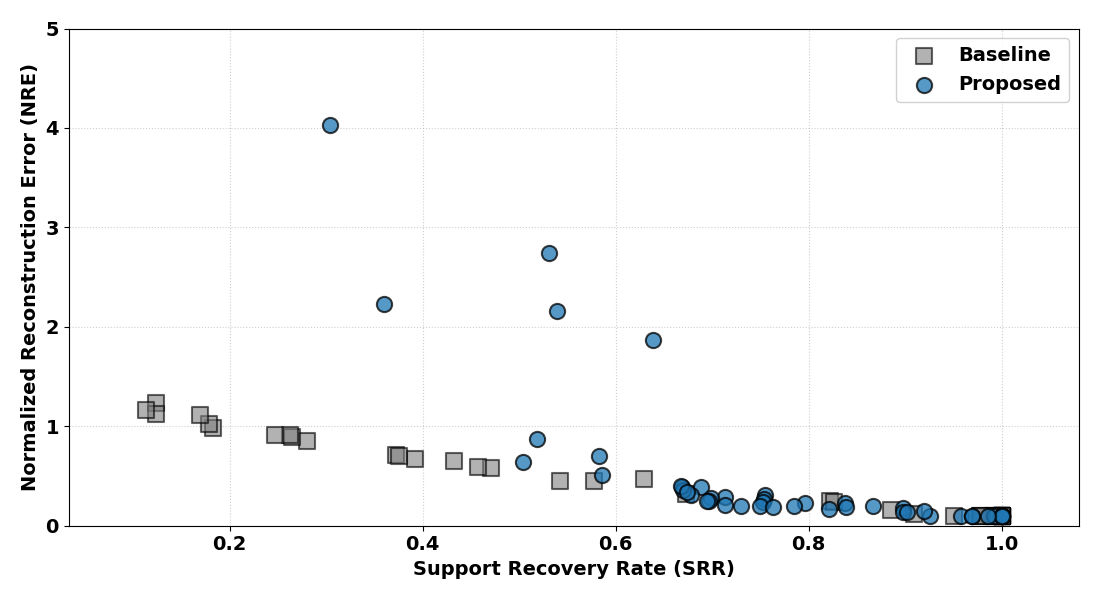 Normalized Reconstruction Error (NRE)
5
4
3
2
1
0
Baseline
Proposed
0.2 0.4 0.6 0.8 1.0
Support Recovery Rate (SRR)